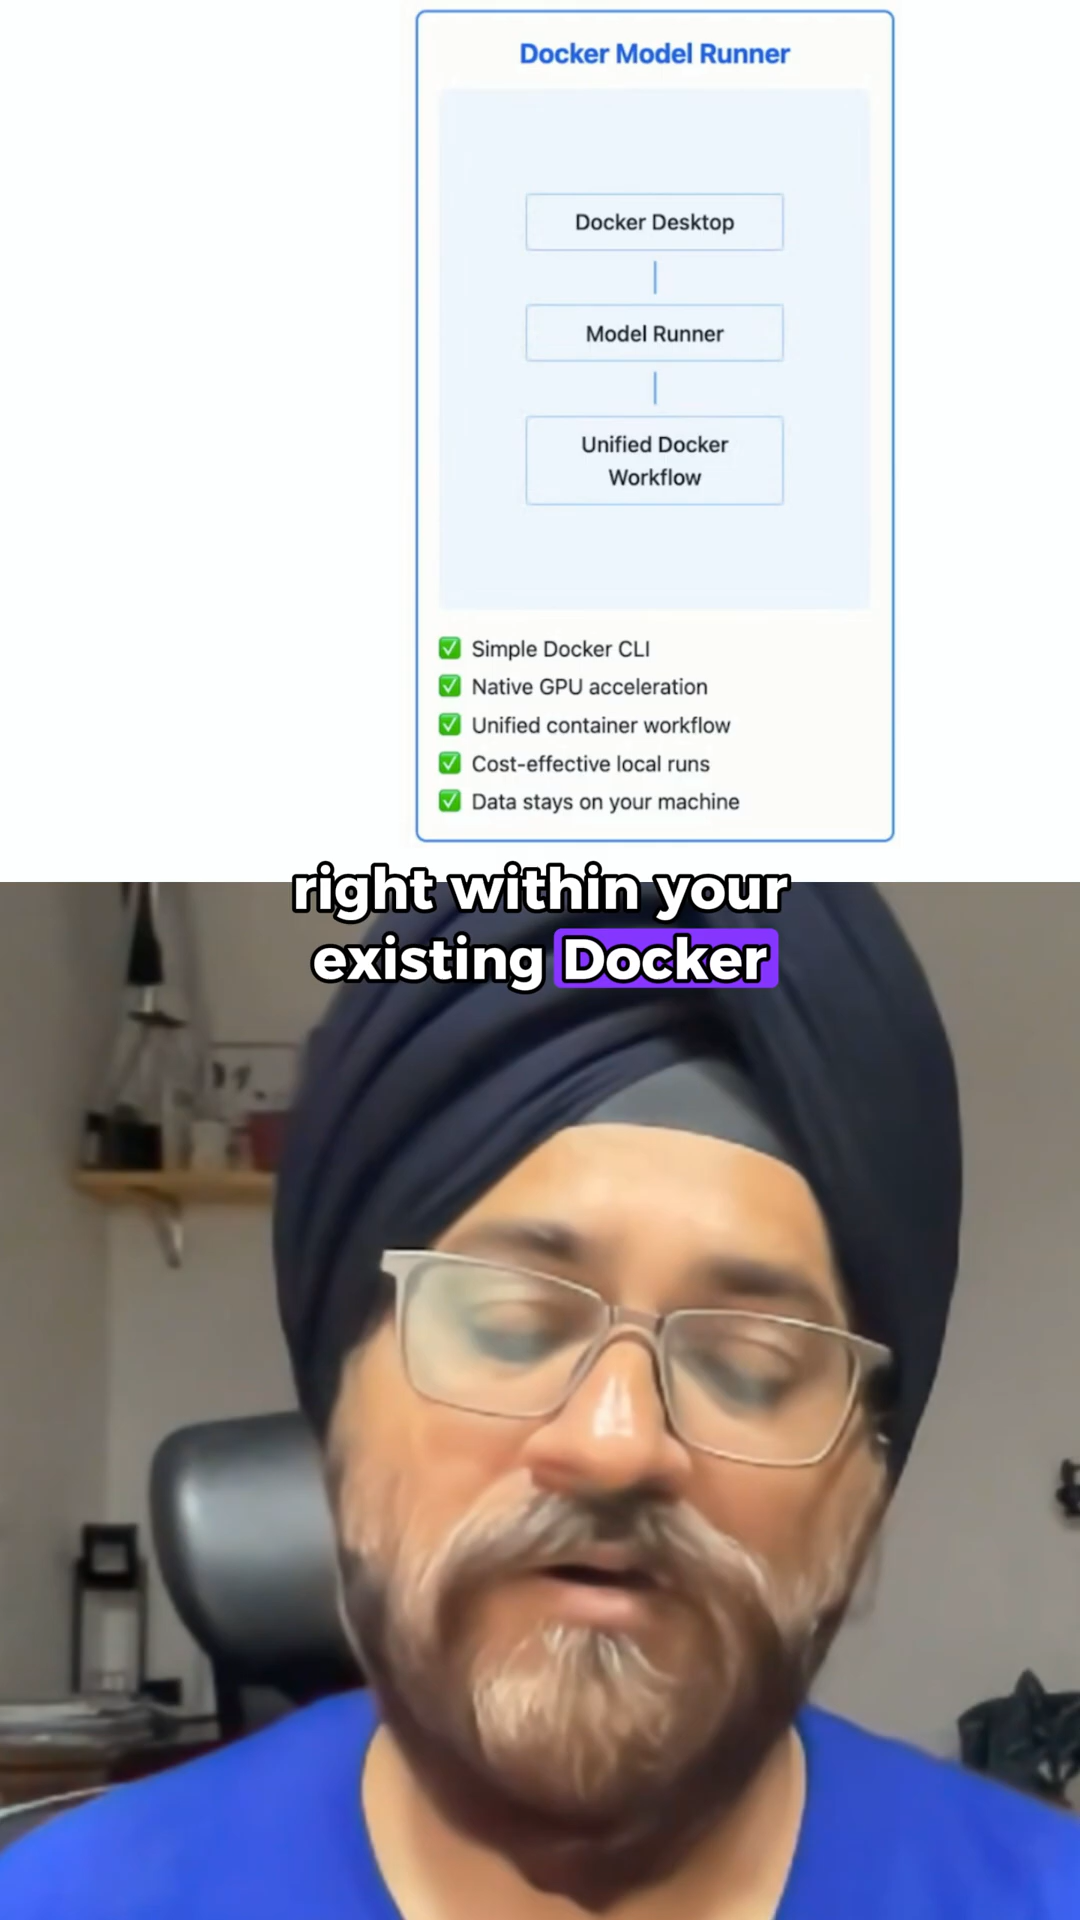 Docker Model Runner
Docker Desktop
Model Runner
Unified Docker
Workflow
✅ Simple Docker CLI
✅ Native GPU acceleration
✅ Unified container workflow
✅ Cost-effective local runs
✅ Data stays on your machine
right within your
existing Docker